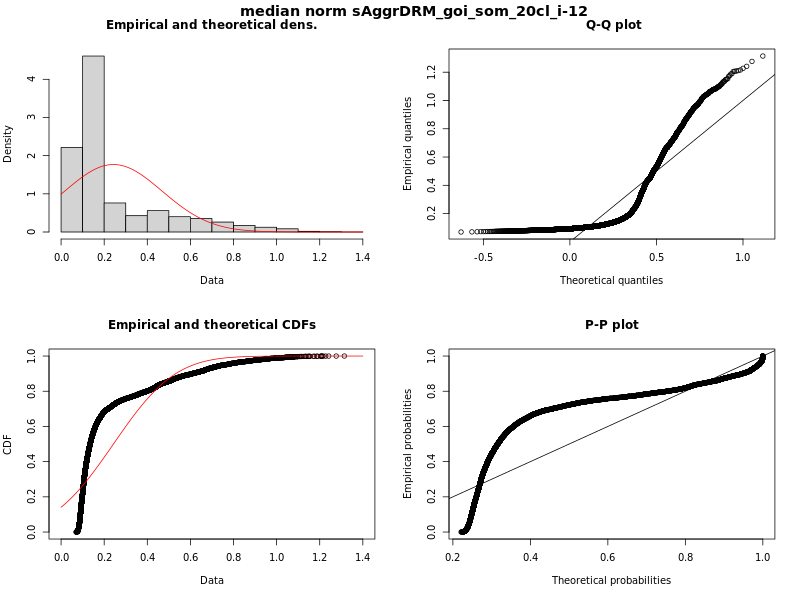 median norm sAggrDRM_goi_som_20cl_i-12
Empirical and theoretical dens.
Density
0 1 2 3 4
0.0 0.2 0.4 0.6 0.8 1.0 1.2 1.4
Data
Q-Q plot
Empirical quantiles
0.2 0.4 0.6 0.8 1.0 1.2
-0.5 0.0 0.5 1.0
Theoretical quantiles
Empirical and theoretical CDFs
CDF
0.0 0.2 0.4 0.6 0.8 1.0
0.0 0.2 0.4 0.6 0.8 1.0 1.2 1.4
Data
P-P plot
Empirical probabilities
0.0 0.2 0.4 0.6 0.8 1.0
0.2 0.4 0.6 0.8 1.0
Theoretical probabilities